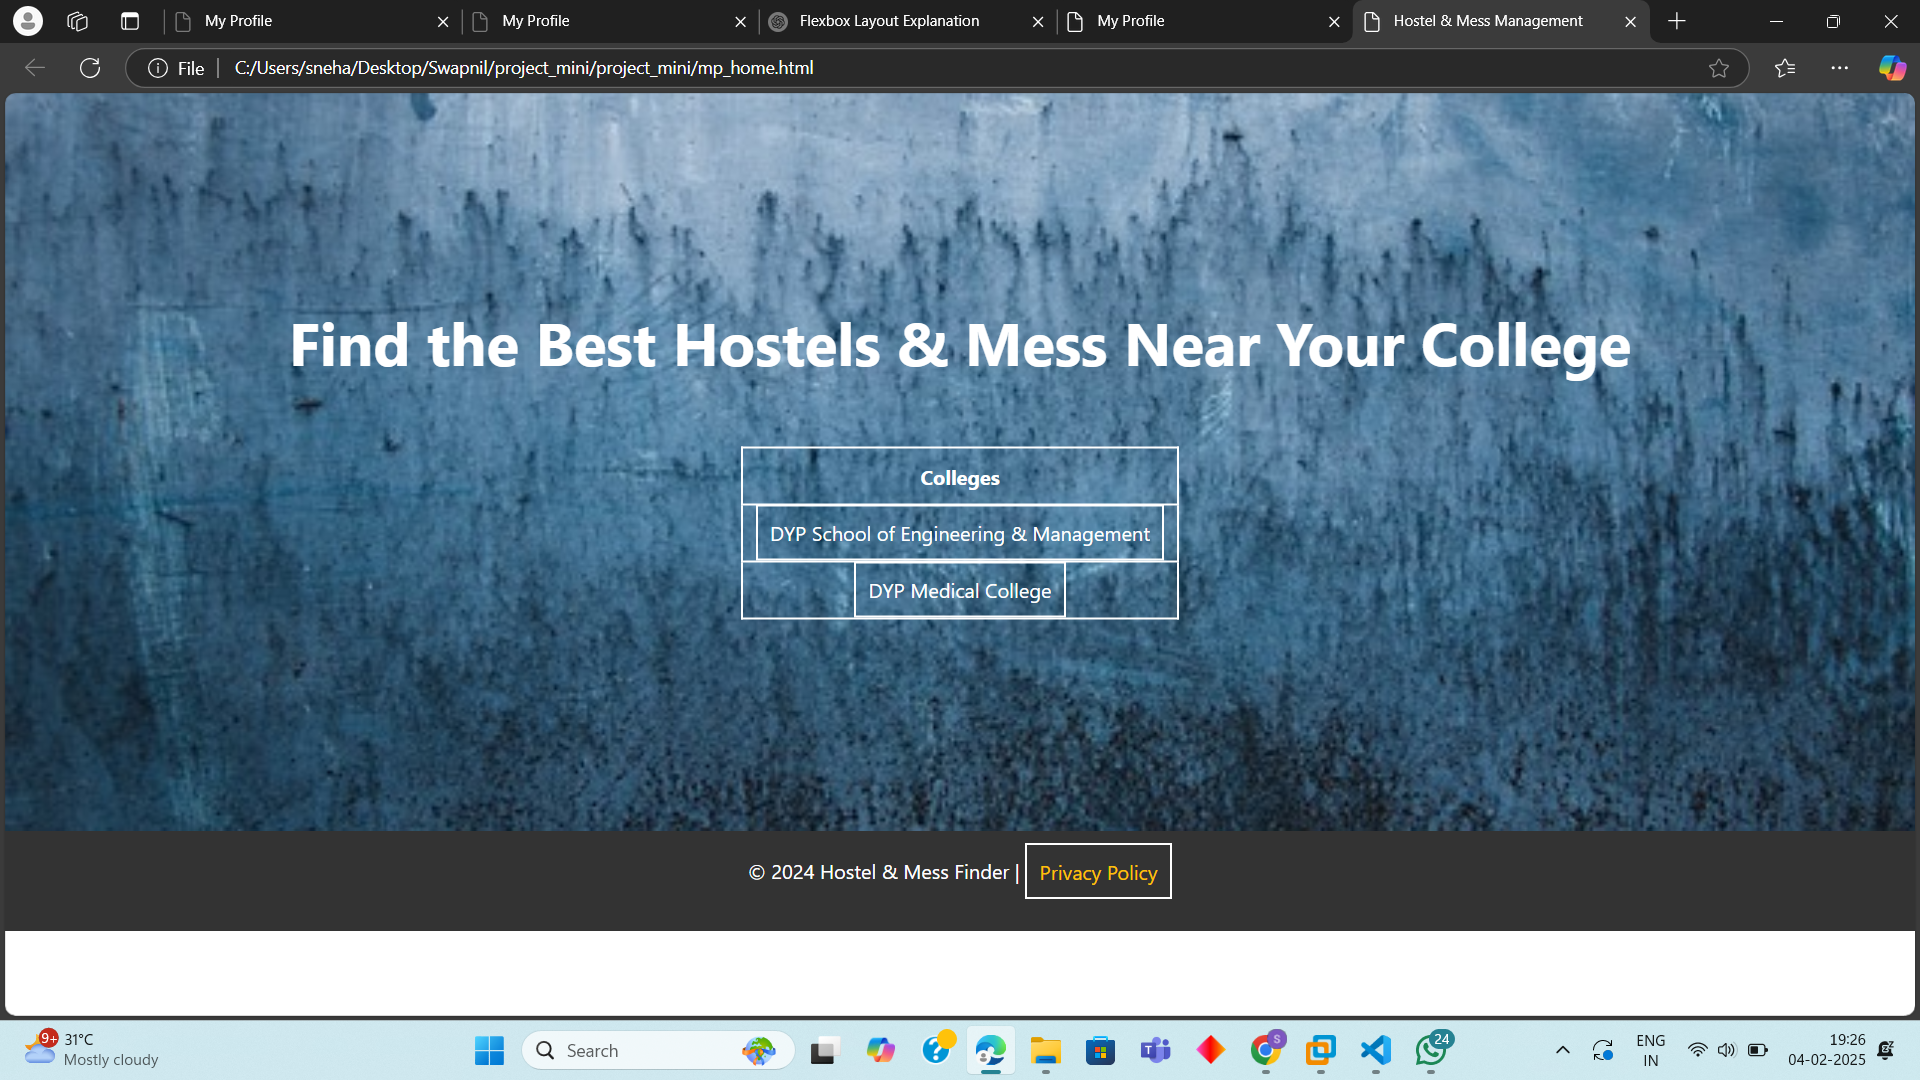 My Profile
My Profile
Flexbox Layout Explanation
My Profile
Hostel & Mess Management
File
C:/Users/sneha/Desktop/Swapnil/project_mini/project_mini/mp_home.html
Find the Best Hostels & Mess Near Your College
Colleges
DYP School of Engineering & Management
DYP Medical College
© 2024 Hostel & Mess Finder | Privacy Policy
9+
31°C
Mostly cloudy
Search
S
24
ENG
IN
19:26
04-02-2025